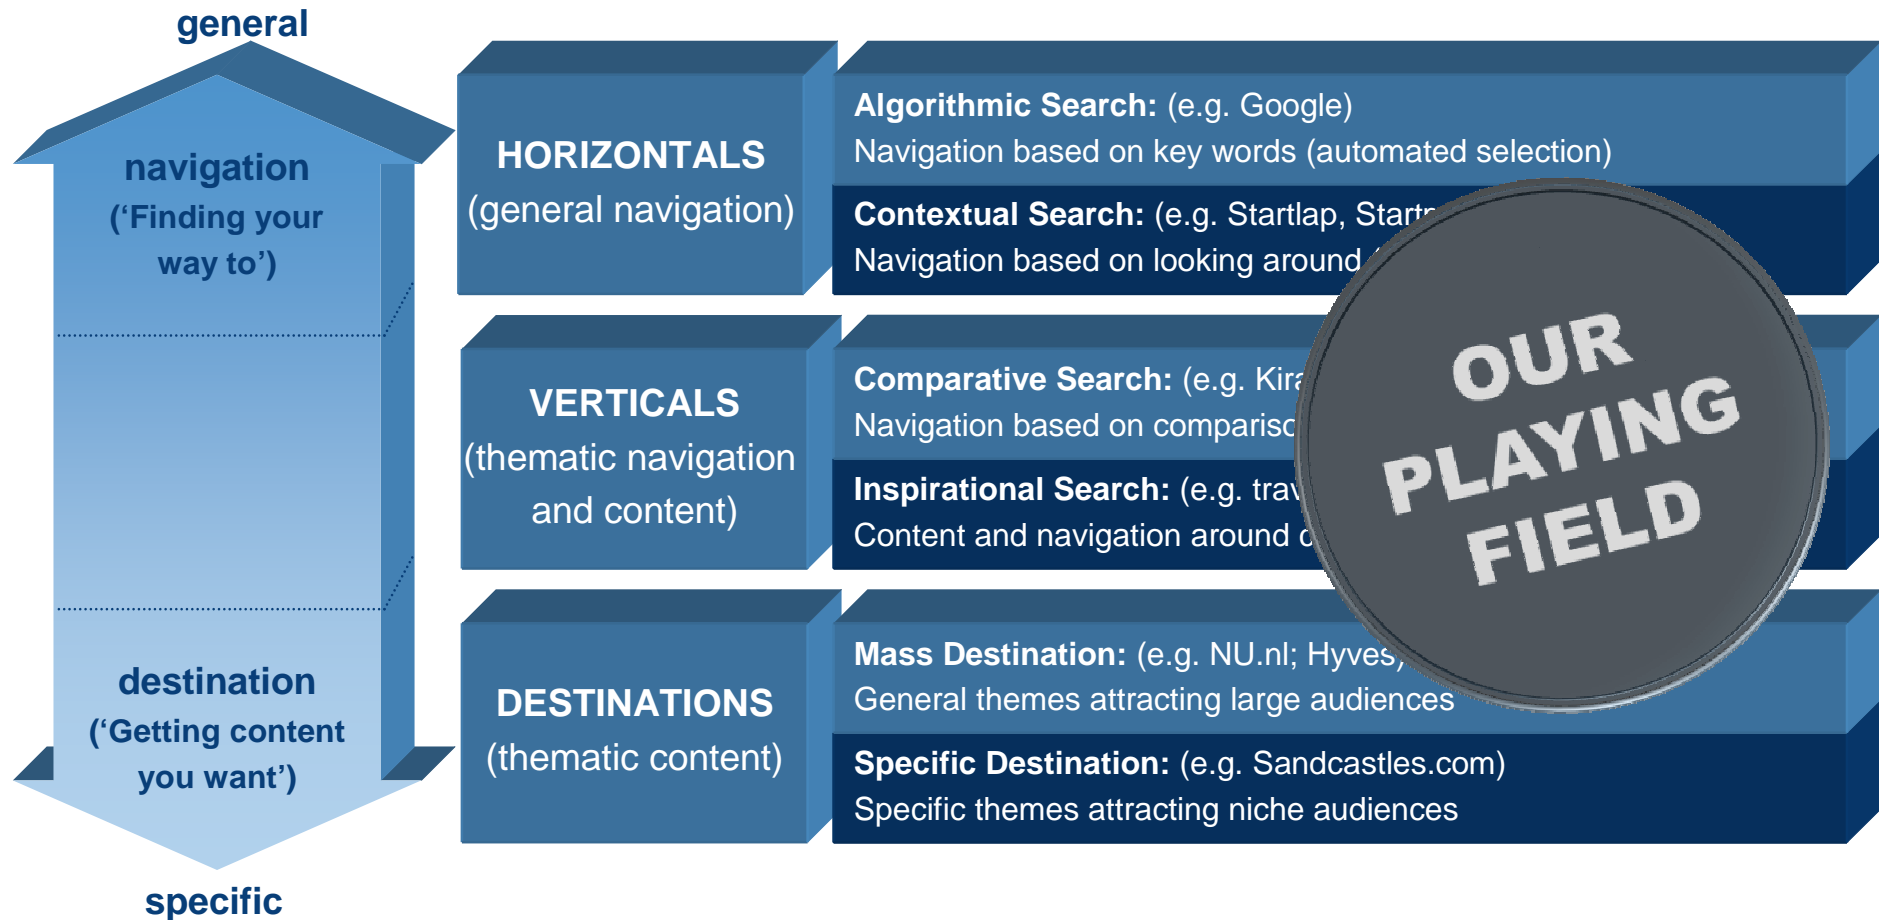 general
navigation
(‘Finding your
way to’)
destination
(‘Getting content
you want’)
specific
HORIZONTALS
(general navigation)
Algorithmic Search: (e.g. Google)
Navigation based on key words (automated selection)
Contextual Search: (e.g. Startlap,
Navigation based on looking around
VERTICALS
(thematic navigation
and content)
Comparative Search: (e.g.
Navigation based on
Inspirational Search: (e.g.
Content and navigation around
DESTINATIONS
(thematic content)
Mass Destination: (e.g. NU.nl; Hyves)
General themes attracting large audiences
Specific Destination: (e.g. Sandcastles.com)
Specific themes attracting niche audiences
OUR
PLAYING
FIELD